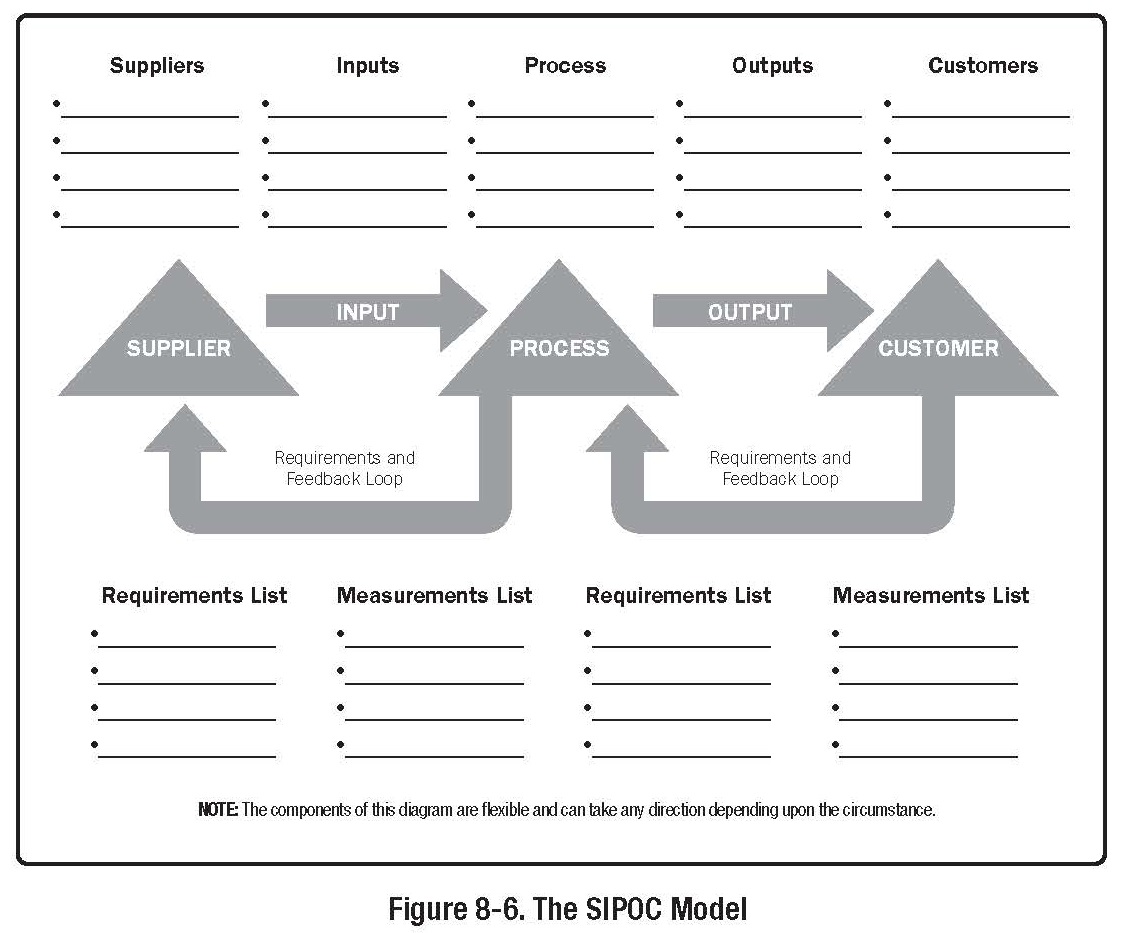 Suppliers Inputs Process Outputs Customers
SUPPLIER INPUT PROCESS OUTPUT CUSTOMER
Requirements and
Feedback Loop
Requirements and
Feedback Loop
Requirements List Measurements List Requirements List Measurements List
NOTE: The components of this diagram are flexible and can take any direction depending upon the circumstance.
Figure 8-6. The SIPOC Model